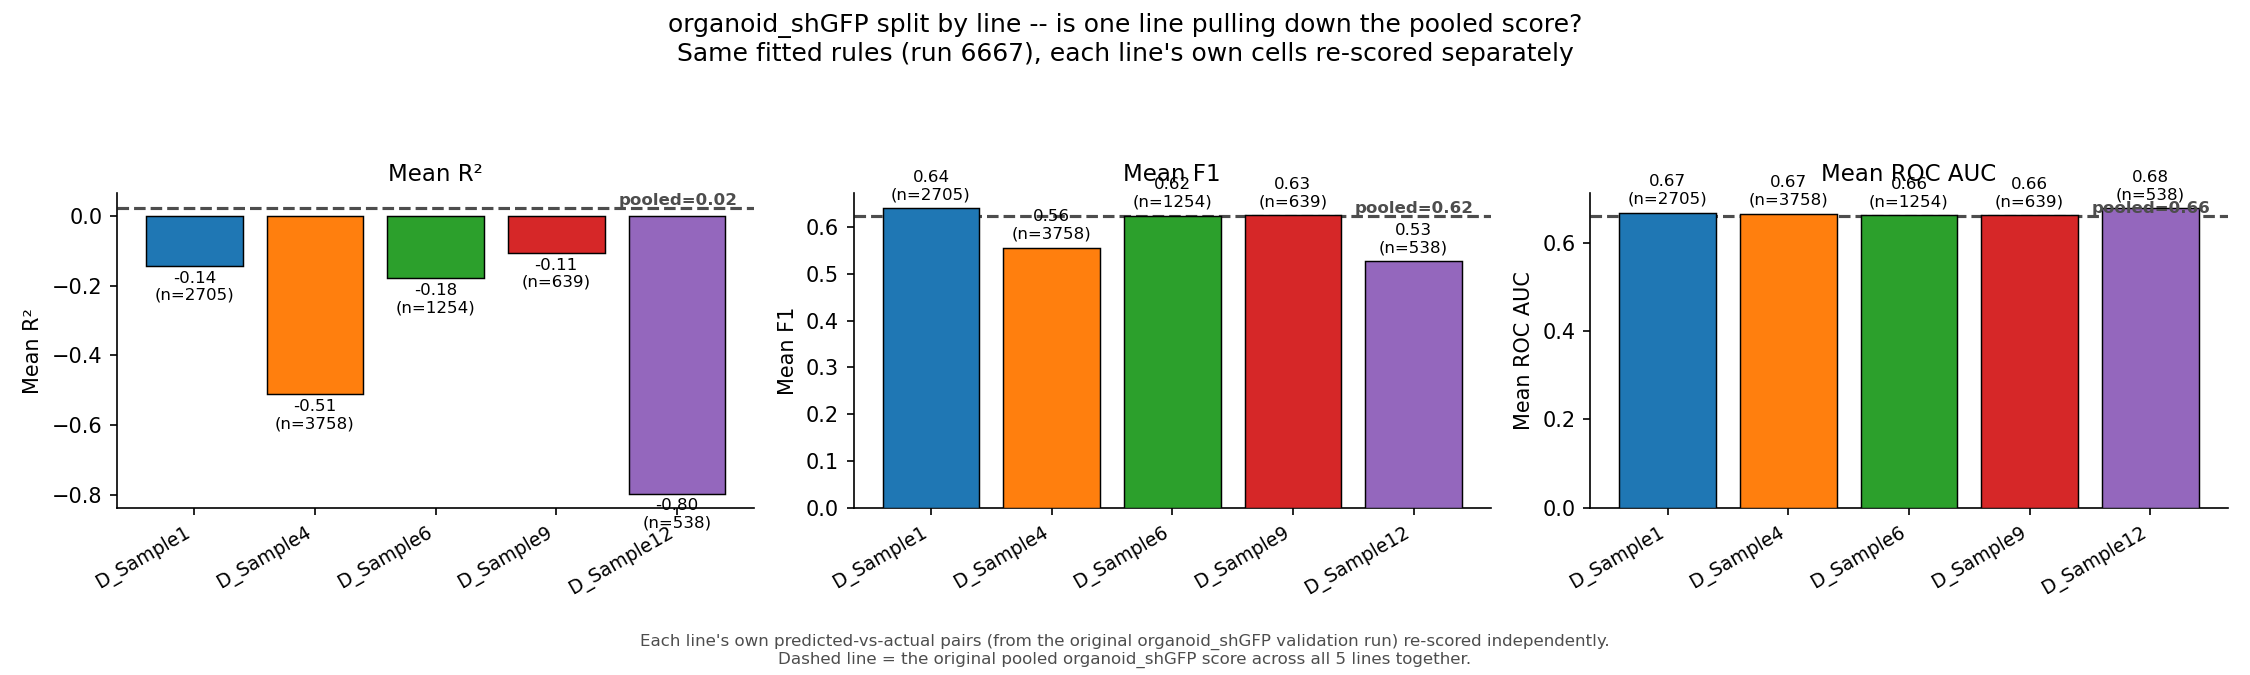 organoid_shGFP split by line -- is one line pulling down the pooled score?
Same fitted rules (run 6667), each line's own cells re-scored separately
Mean R²
Mean R²
0.0
−0.2
−0.4
−0.6
−0.8
pooled=0.02
-0.14
(n=2705)
-0.51
(n=3758)
-0.18
(n=1254)
-0.11
(n=639)
-0.80
(n=538)
D_Sample1
D_Sample4
D_Sample6
D_Sample9
D_Sample12
Mean F1
Mean F1
0.6
0.5
0.4
0.3
0.2
0.1
0.0
pooled=0.62
0.64
(n=2705)
0.56
(n=3758)
0.62
(n=1254)
0.63
(n=639)
0.53
(n=538)
D_Sample1
D_Sample4
D_Sample6
D_Sample9
D_Sample12
Mean ROC AUC
Mean ROC AUC
0.6
0.4
0.2
0.0
pooled=0.66
0.67
(n=2705)
0.67
(n=3758)
0.66
(n=1254)
0.66
(n=639)
0.68
(n=538)
D_Sample1
D_Sample4
D_Sample6
D_Sample9
D_Sample12
Each line's own predicted-vs-actual pairs (from the original organoid_shGFP validation run) re-scored independently.
Dashed line = the original pooled organoid_shGFP score across all 5 lines together.